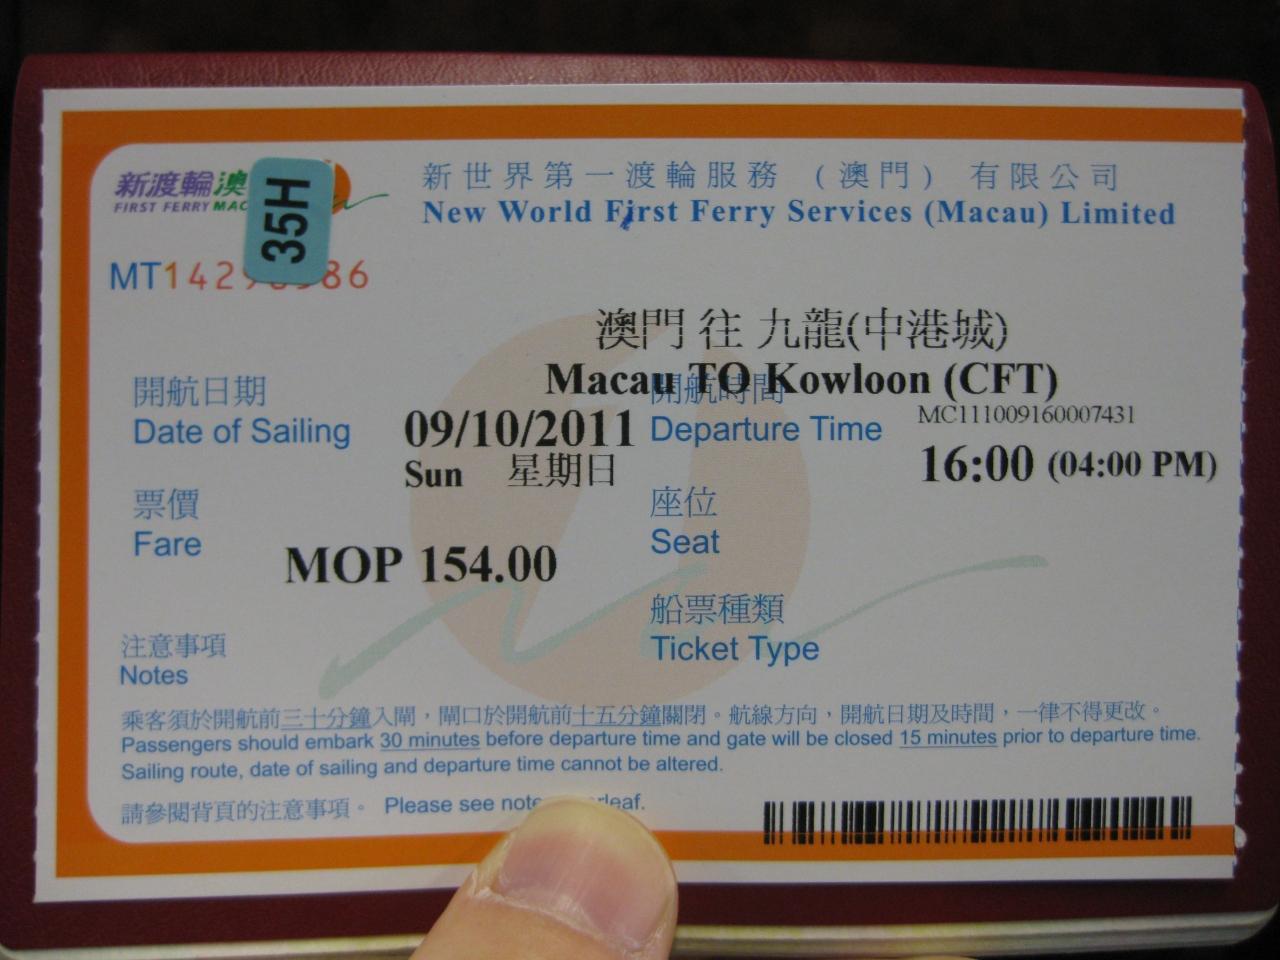 新渡輪澳
FIRST FERRY MAC
35H
新世界第一渡輪服務（澳門）有限公司
New World First Ferry Services (Macau) Limited
澳門 往 九龍(中港城)
Macau TO Kowloon (CFT)
開航日期
Date of Sailing
09/10/2011
Sun 星期日
開航時間
Departure Time
MC111009160007431
16:00 (04:00 PM)
票價
Fare
MOP 154.00
座位
Seat
船票種類
Ticket Type
注意事項
Notes
乘客須於開航前三十分鐘入閘，閘口於開航前十五分鐘關閉。航線方向，開航日期及時間，一律不得更改。
Passengers should embark 30 minutes before departure time and gate will be closed 15 minutes prior to departure time.
Sailing route, date of sailing and departure time cannot be altered.
請參閱背頁的注意事項。 Please see